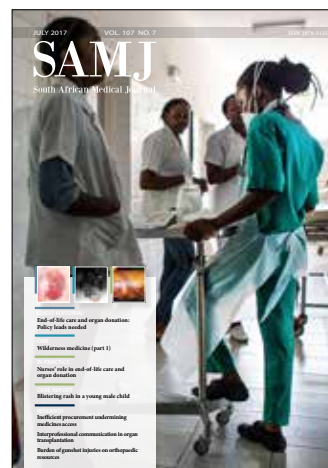 JULY 2017 VOL. 107 NO. 7
SAMJ
South African Medical Journal
End-of-life care and organ donation:
Policy leads needed
Wilderness medicine (part 1)
Nurses' role in end-of-life care and
organ donation
Blistering rash in a young male child
Inefficient procurement undermining
medicines access
Interprofessional communication in organ
transplantation
Burden of gunshot injuries on orthopaedic
resources